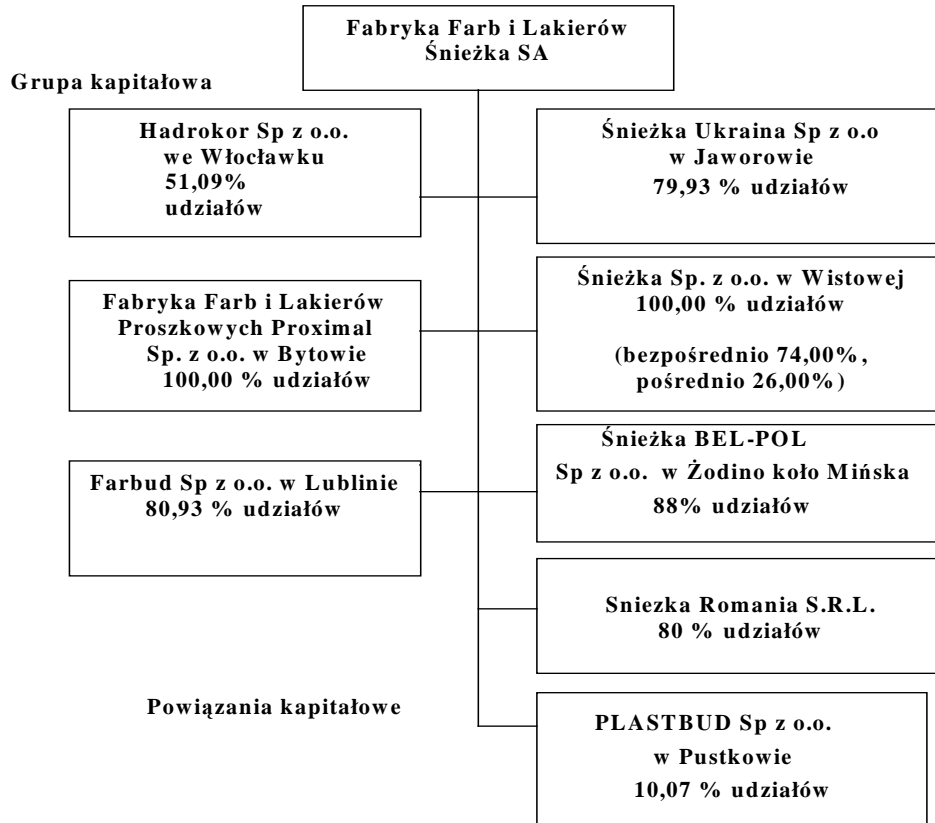 Fabryka Farb i Lakierów
Śnieżka SA
Grupa kapitałowa
Hadrokor Sp z o.o.
we Włocławku
51,09%
udziałów
Śnieżka Ukraina Sp z o.o
w Jaworowie
79,93 % udziałów
Fabryka Farb i Lakierów
Proszkowych Proximal
Sp. z o.o. w Bytowie
100,00 % udziałów
Śnieżka Sp. z o.o. w Wistowej
100,00 % udziałów
(bezpośrednio 74,00%,
pośrednio 26,00%)
Farbud Sp z o.o. w Lublinie
80,93 % udziałów
Śnieżka BEL-POL
Sp z o.o. w Żodino koło Mińska
88% udziałów
Sniezka Romania S.R.L.
80 % udziałów
Powiązania kapitałowe
PLASTBUD Sp z o.o.
w Pustkowie
10,07 % udziałów